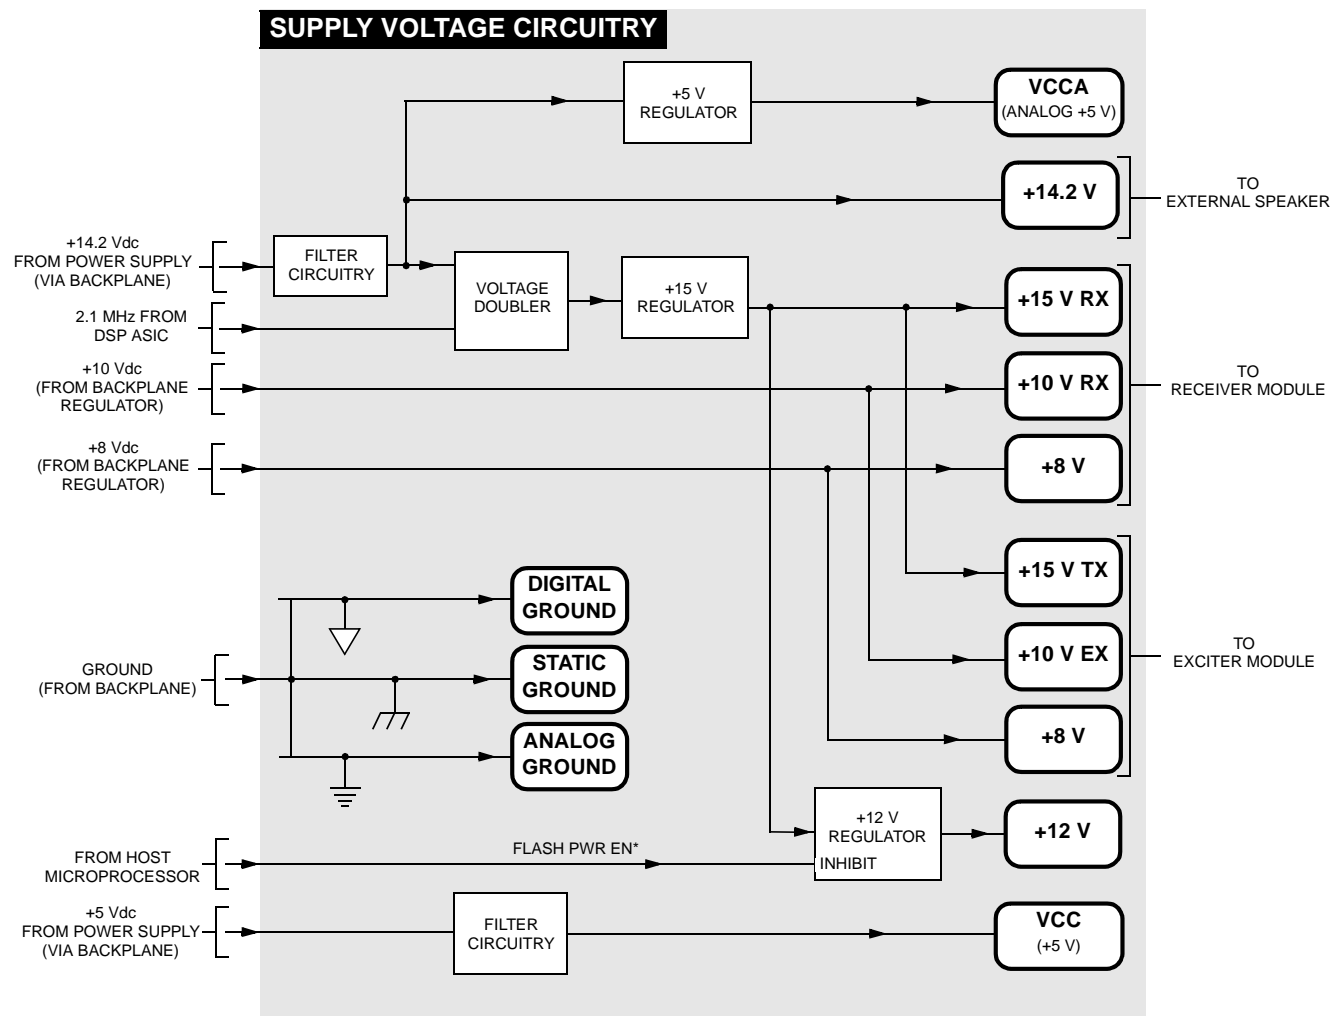 SUPPLY VOLTAGE CIRCUITRY
+5 V
REGULATOR
VCCA
(ANALOG +5 V)
+14.2 V
TO
EXTERNAL SPEAKER
+14.2 Vdc
FROM POWER SUPPLY
(VIA BACKPLANE)
FILTER
CIRCUITRY
VOLTAGE
DOUBLER
+15 V
REGULATOR
+15 V RX
2.1 MHz FROM
DSP ASIC
+10 Vdc
(FROM BACKPLANE
REGULATOR)
+10 V RX
TO
RECEIVER MODULE
+8 Vdc
(FROM BACKPLANE
REGULATOR)
+8 V
+15 V TX
DIGITAL
GROUND
GROUND
(FROM BACKPLANE)
STATIC
GROUND
+10 V EX
TO
EXCITER MODULE
ANALOG
GROUND
+8 V
+12 V
REGULATOR
INHIBIT
+12 V
FROM HOST
MICROPROCESSOR
FLASH PWR EN*
+5 Vdc
FROM POWER SUPPLY
(VIA BACKPLANE)
FILTER
CIRCUITRY
VCC
(+5 V)